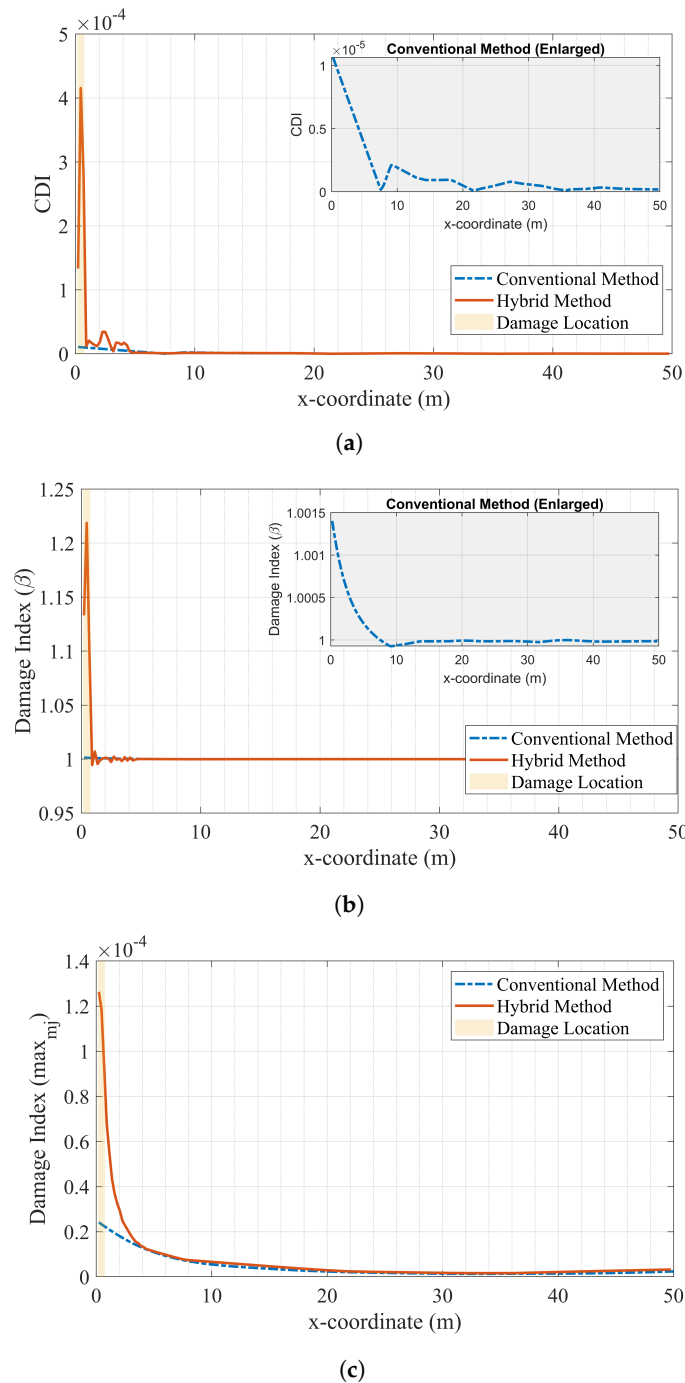 ×10⁻⁴
5
4
3
2
1
0
CDI
0 10 20 30 40 50
x-coordinate (m)
×10⁻⁵
Conventional Method (Enlarged)
1
0.5
0
CDI
0 10 20 30 40 50
x-coordinate (m)
Conventional Method
Hybrid Method
Damage Location
(a)
1.25
1.2
1.15
1.1
1.05
1
0.95
Damage Index (β)
0 10 20 30 40 50
x-coordinate (m)
Conventional Method (Enlarged)
1.0015
1.001
1.0005
1
Damage Index (β)
0 10 20 30 40 50
x-coordinate (m)
Conventional Method
Hybrid Method
Damage Location
(b)
×10⁻⁴
1.4
1.2
1
0.8
0.6
0.4
0.2
0
Damage Index (max_mj)
0 10 20 30 40 50
x-coordinate (m)
Conventional Method
Hybrid Method
Damage Location
(c)